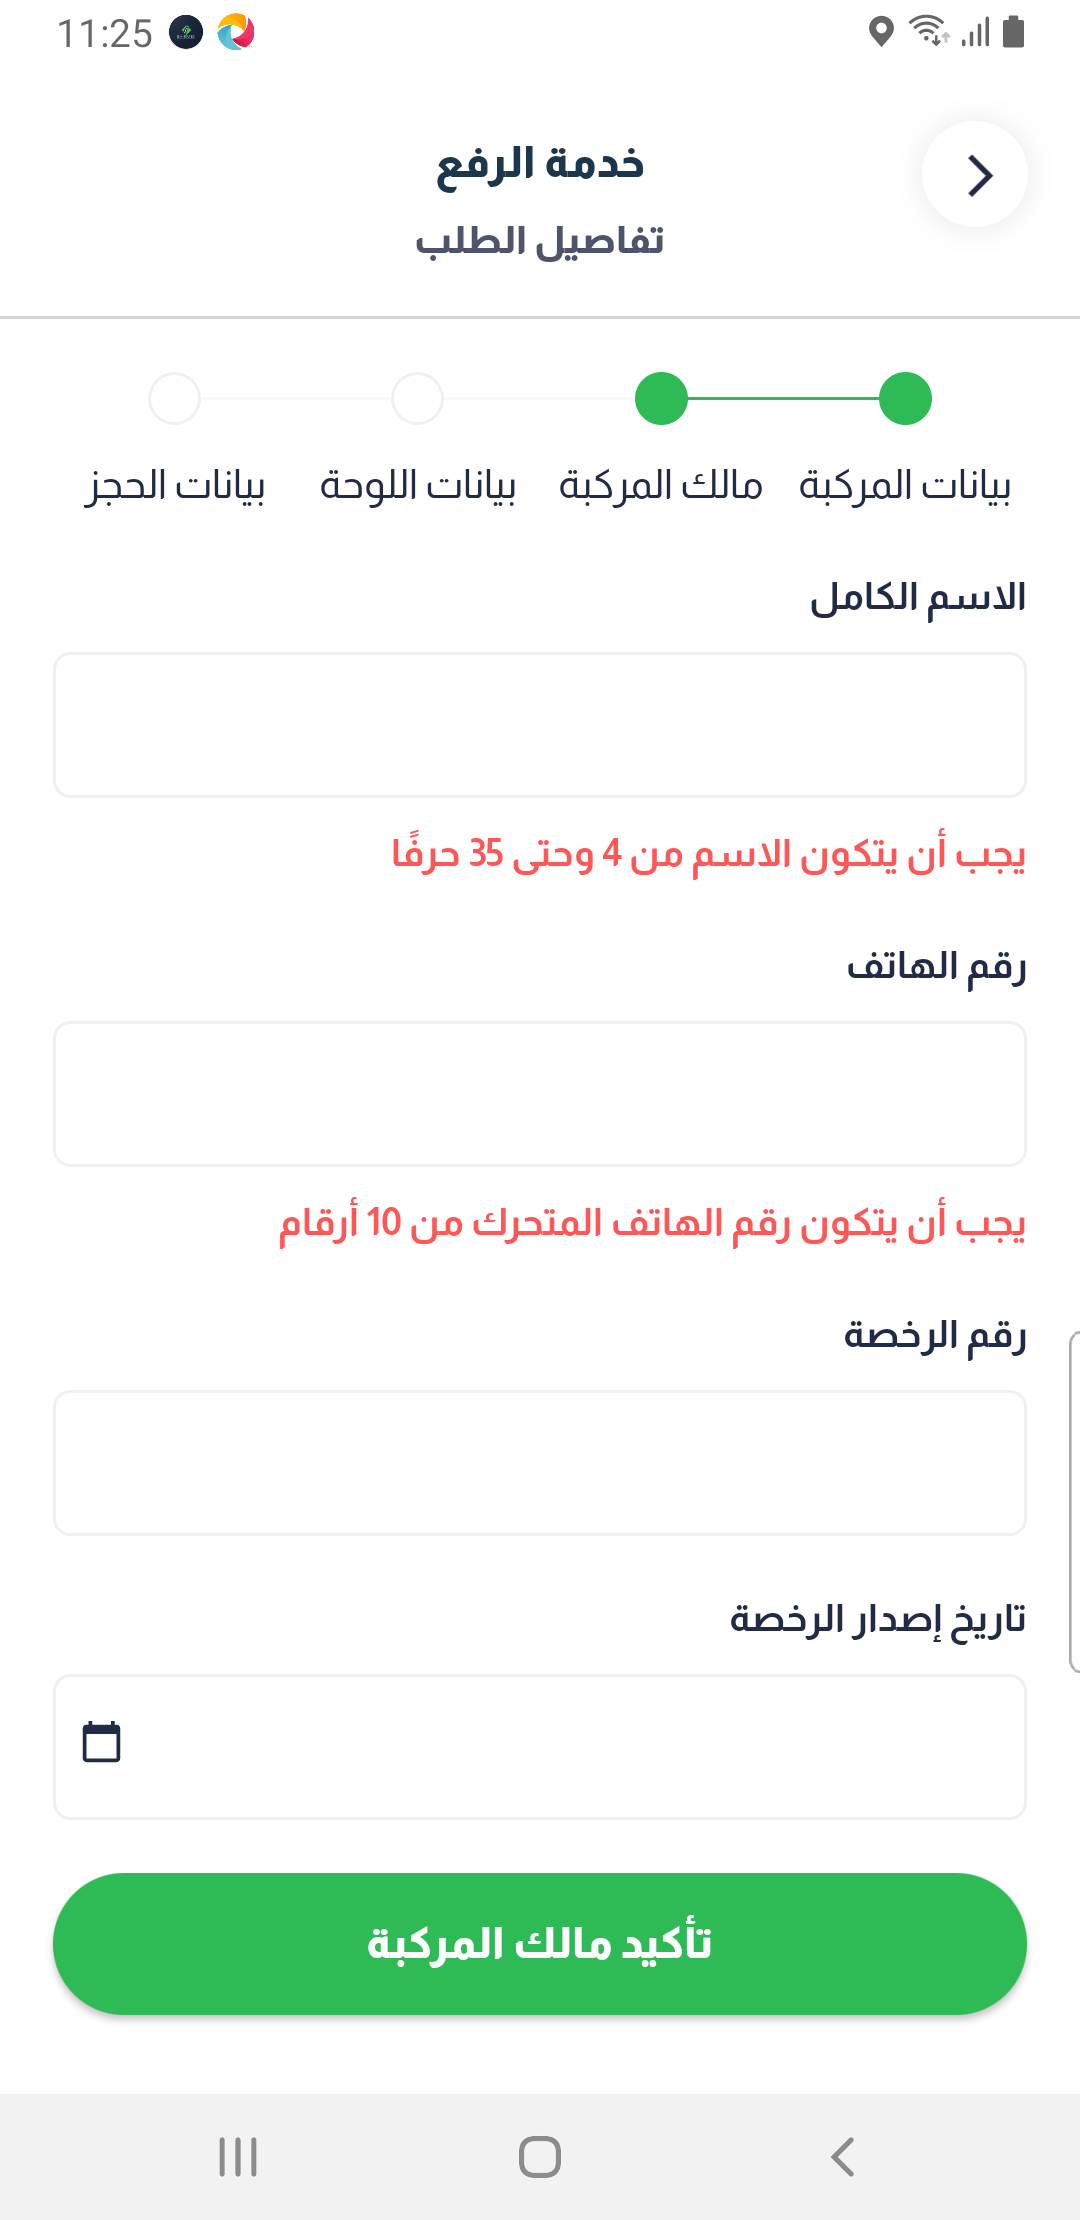 11:25
خدمة الرفع
تفاصيل الطلب
بيانات المركبة
مالك المركبة
بيانات اللوحة
بيانات الحجز
الاسم الكامل
يجب أن يتكون الاسم من 4 وحتى 35 حرفًا
رقم الهاتف
يجب أن يتكون رقم الهاتف المتحرك من 10 أرقام
رقم الرخصة
تاريخ إصدار الرخصة
تأكيد مالك المركبة